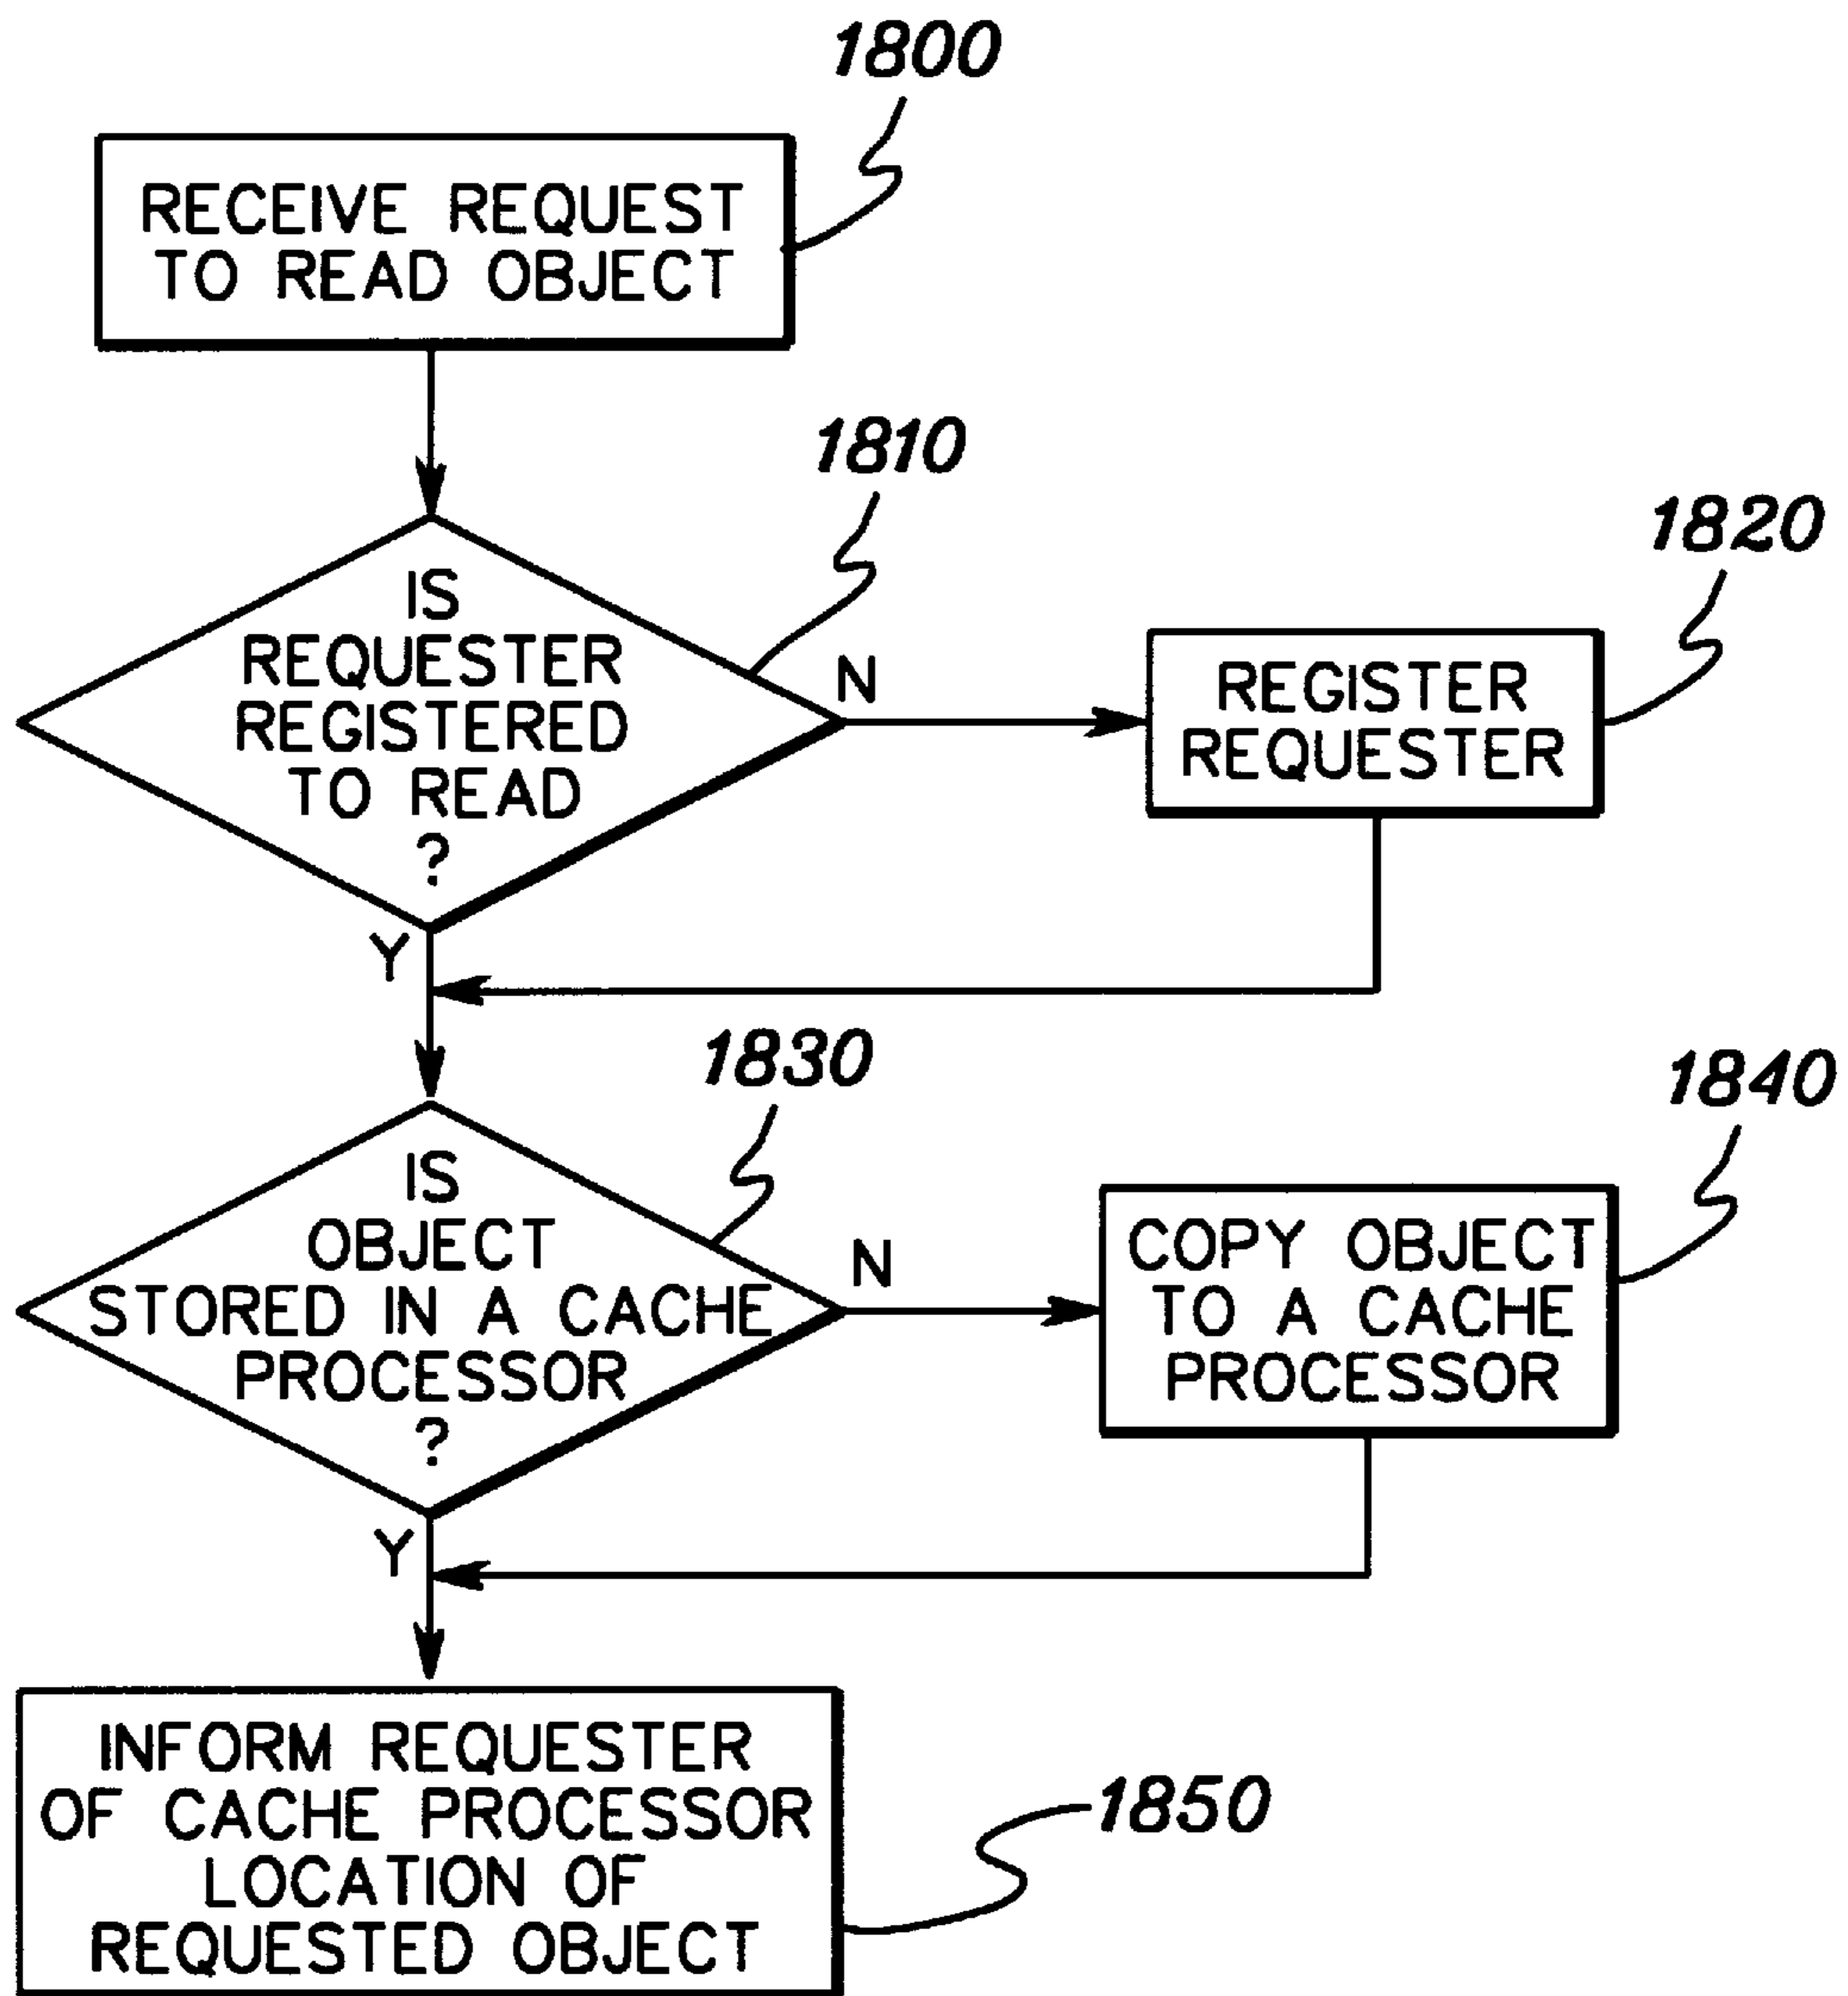 1800
RECEIVE REQUEST
TO READ OBJECT
1810
IS
REQUESTER
REGISTERED
TO READ
?
N
1820
REGISTER
REQUESTER
Y
1830
IS
OBJECT
STORED IN A CACHE
PROCESSOR
?
N
1840
COPY OBJECT
TO A CACHE
PROCESSOR
Y
INFORM REQUESTER
OF CACHE PROCESSOR
LOCATION OF
REQUESTED OBJECT
1850